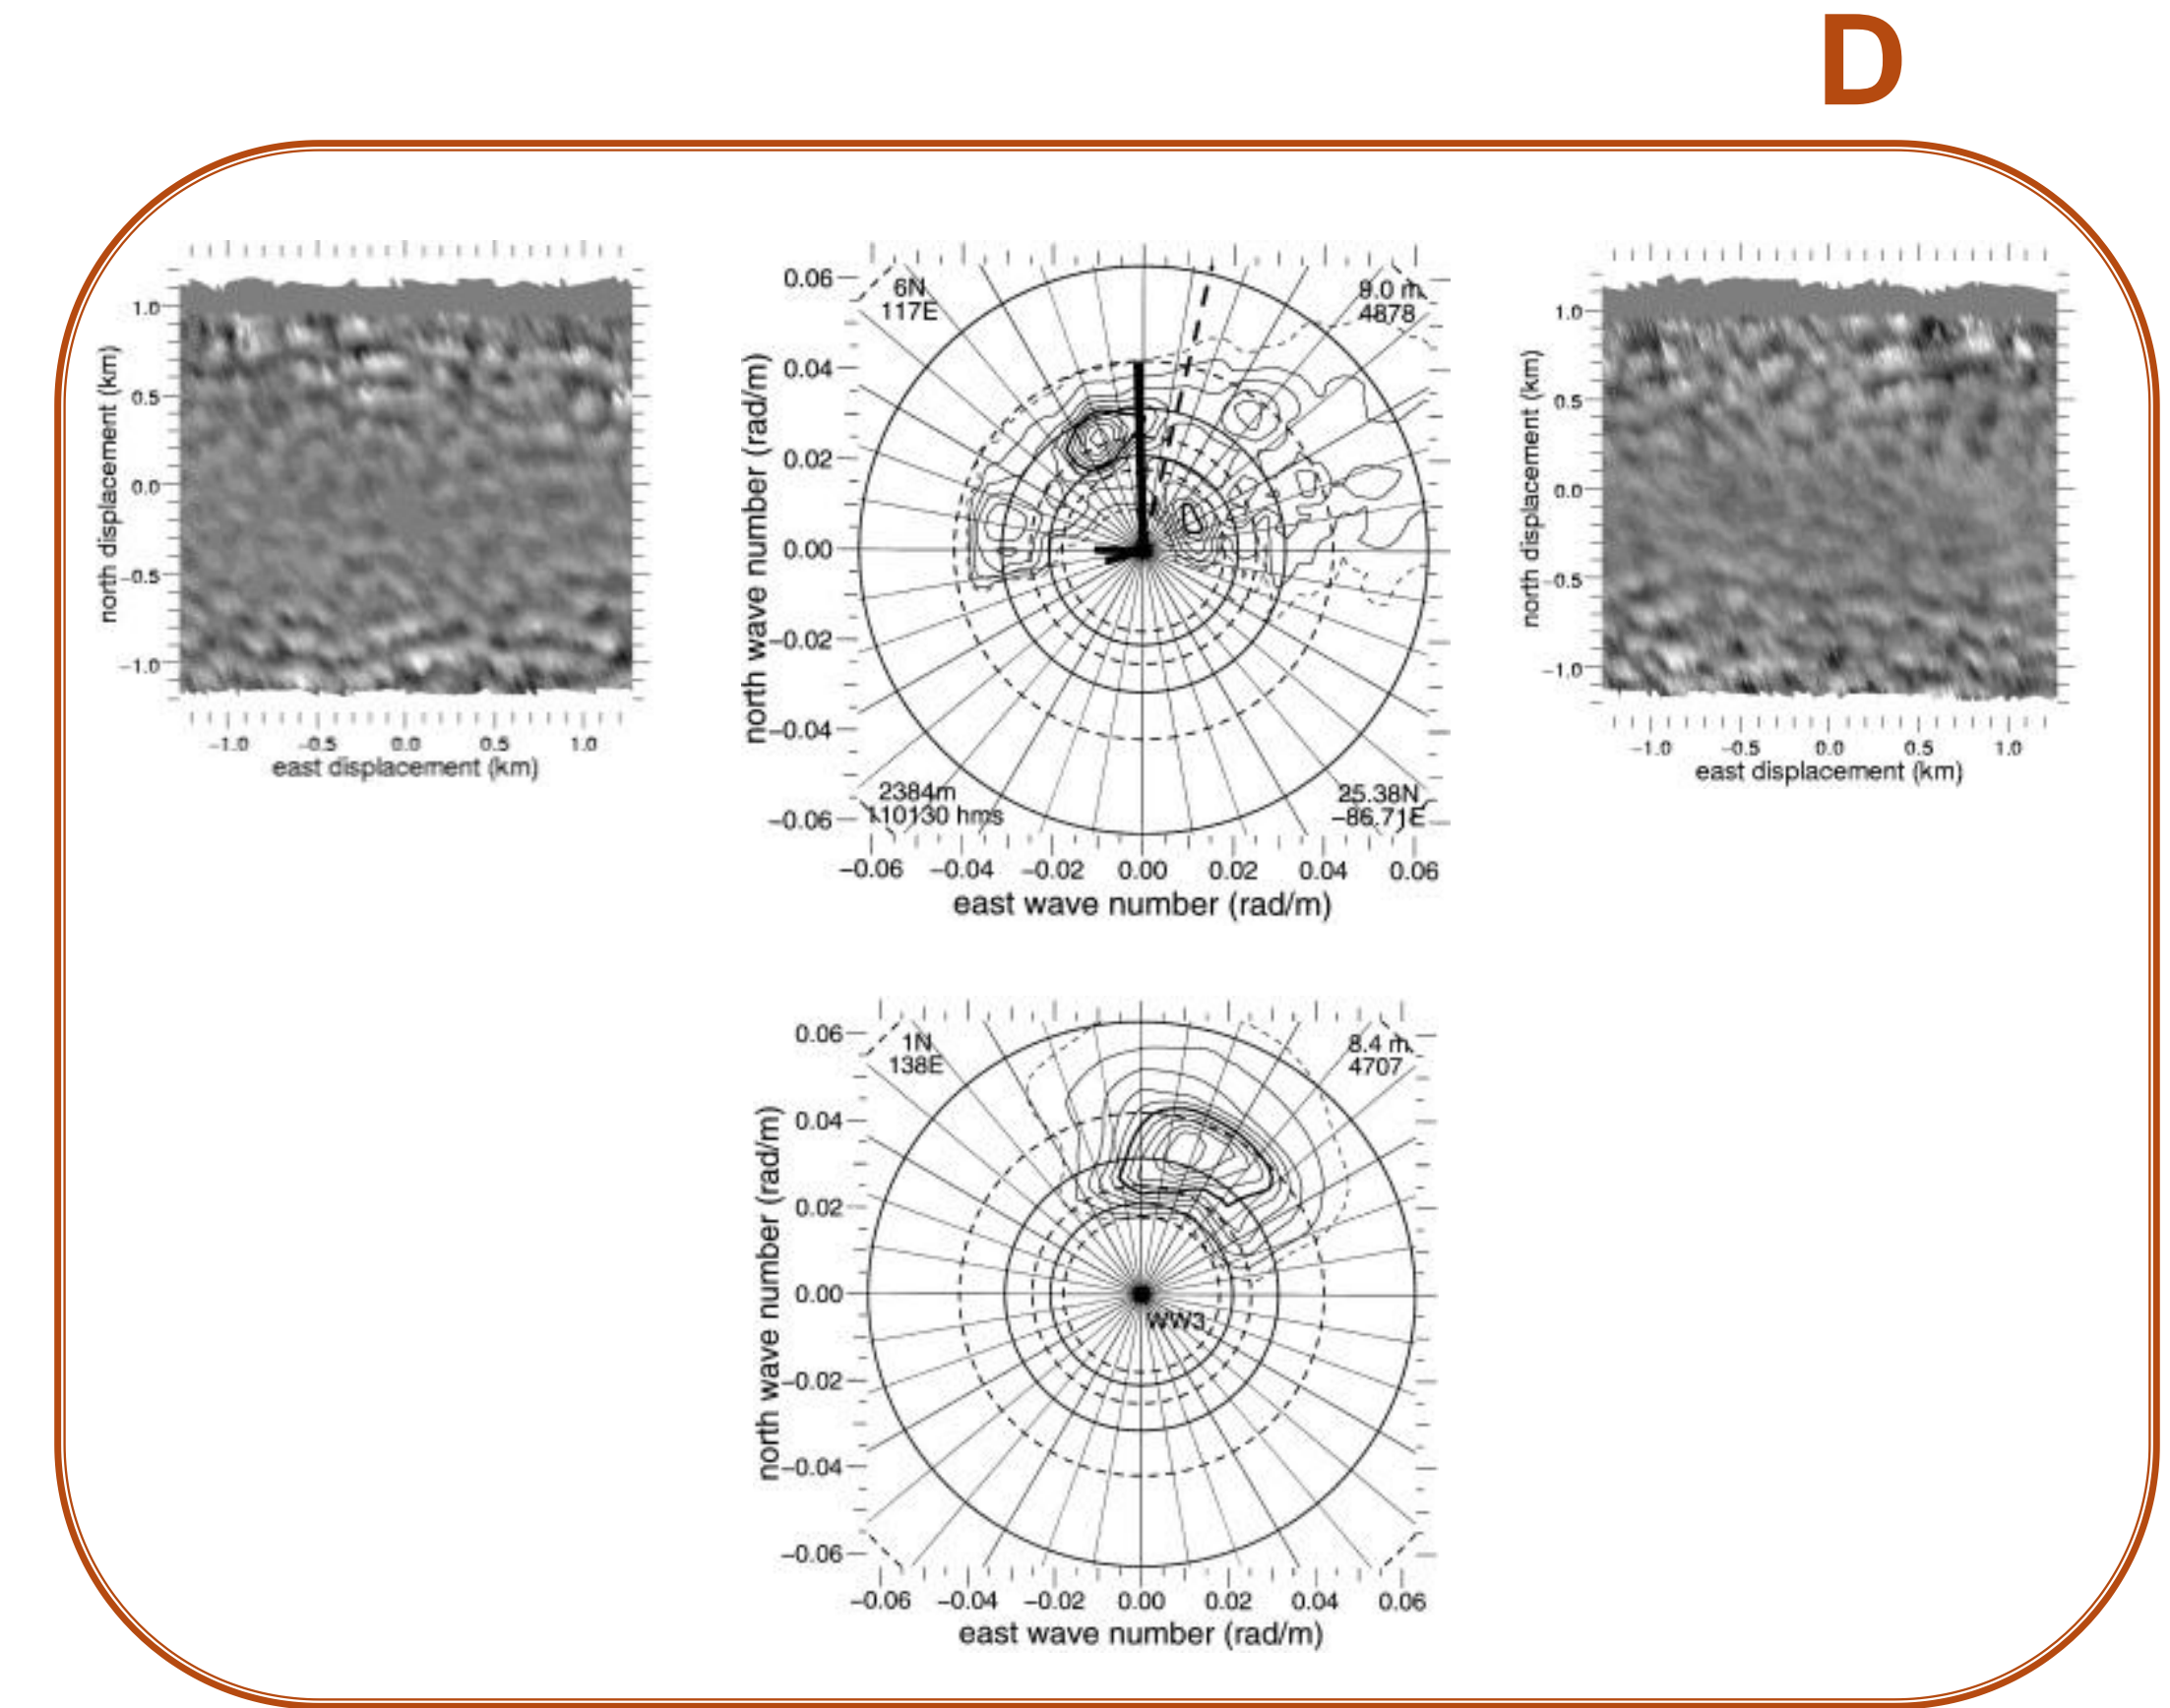 D
1.0
0.5
0.0
−0.5
−1.0
north displacement (km)
−1.0 −0.5 0.0 0.5 1.0
east displacement (km)
6N
117E
9.0 m
4878
0.06
0.04
0.02
0.00
−0.02
−0.04
−0.06
north wave number (rad/m)
2384m
110130 hms
25.38N
−86.71E
−0.06 −0.04 −0.02 0.00 0.02 0.04 0.06
east wave number (rad/m)
1.0
0.5
0.0
−0.5
−1.0
north displacement (km)
−1.0 −0.5 0.0 0.5 1.0
east displacement (km)
1N
138E
8.4 m
4707
0.06
0.04
0.02
0.00
−0.02
−0.04
−0.06
north wave number (rad/m)
WW3
−0.06 −0.04 −0.02 0.00 0.02 0.04 0.06
east wave number (rad/m)